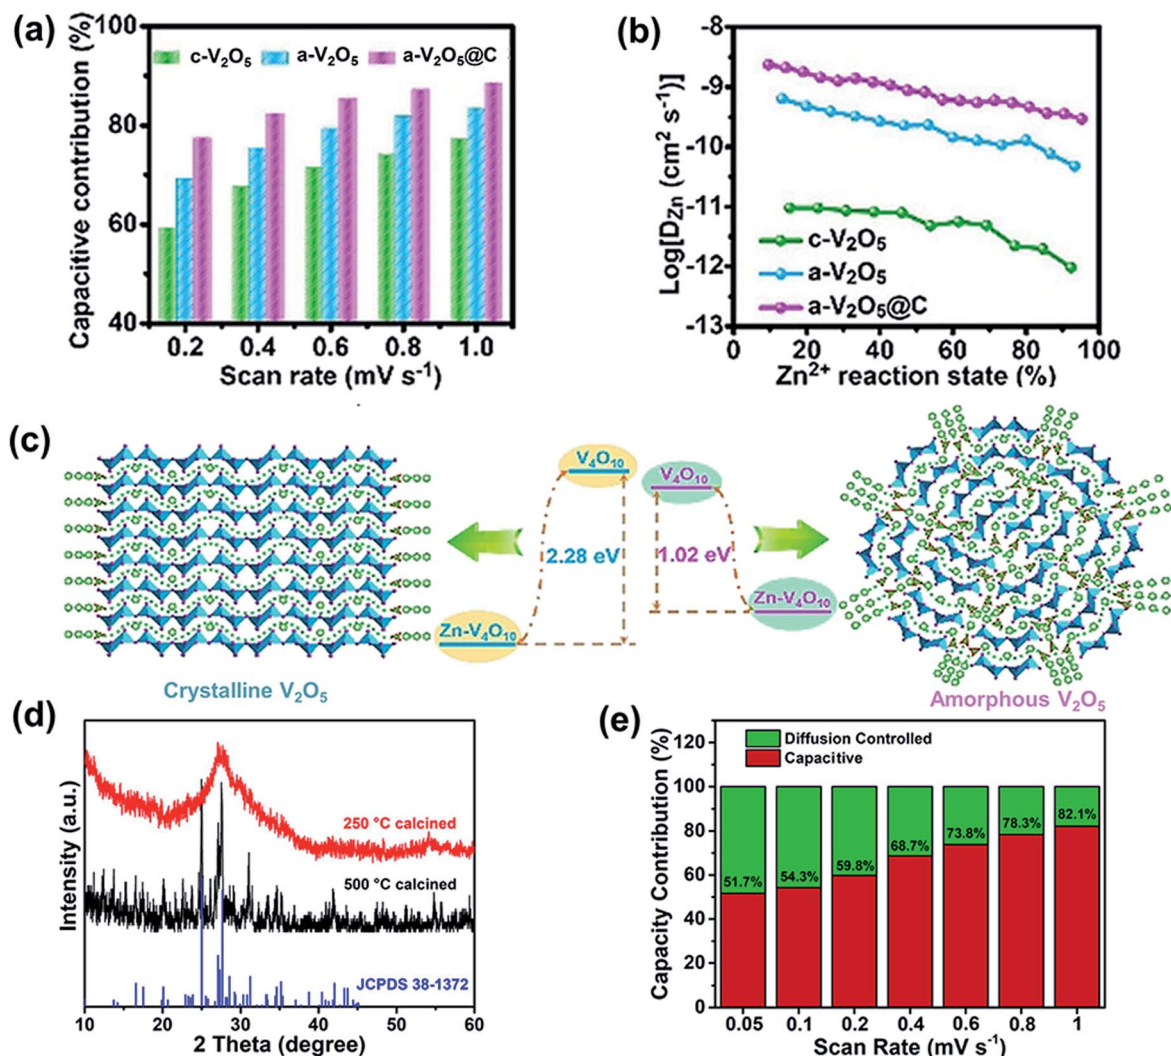 (a)
Capacitive contribution (%)
100
80
60
40
c-V₂O₅ a-V₂O₅ a-V₂O₅@C
0.2 0.4 0.6 0.8 1.0
Scan rate (mV s⁻¹)
(b)
Log[D_Zn (cm² s⁻¹)]
-8
-9
-10
-11
-12
-13
c-V₂O₅
a-V₂O₅
a-V₂O₅@C
0 20 40 60 80 100
Zn²⁺ reaction state (%)
(c)
V₄O₁₀
V₄O₁₀
2.28 eV
1.02 eV
Zn-V₄O₁₀
Zn-V₄O₁₀
Crystalline V₂O₅
Amorphous V₂O₅
(d)
Intensity (a.u.)
250 °C calcined
500 °C calcined
JCPDS 38-1372
10 20 30 40 50 60
2 Theta (degree)
(e)
Capacity Contribution (%)
120
100
80
60
40
20
0
Diffusion Controlled
Capacitive
51.7% 54.3% 59.8% 68.7% 73.8% 78.3% 82.1%
0.05 0.1 0.2 0.4 0.6 0.8 1
Scan Rate (mV s⁻¹)